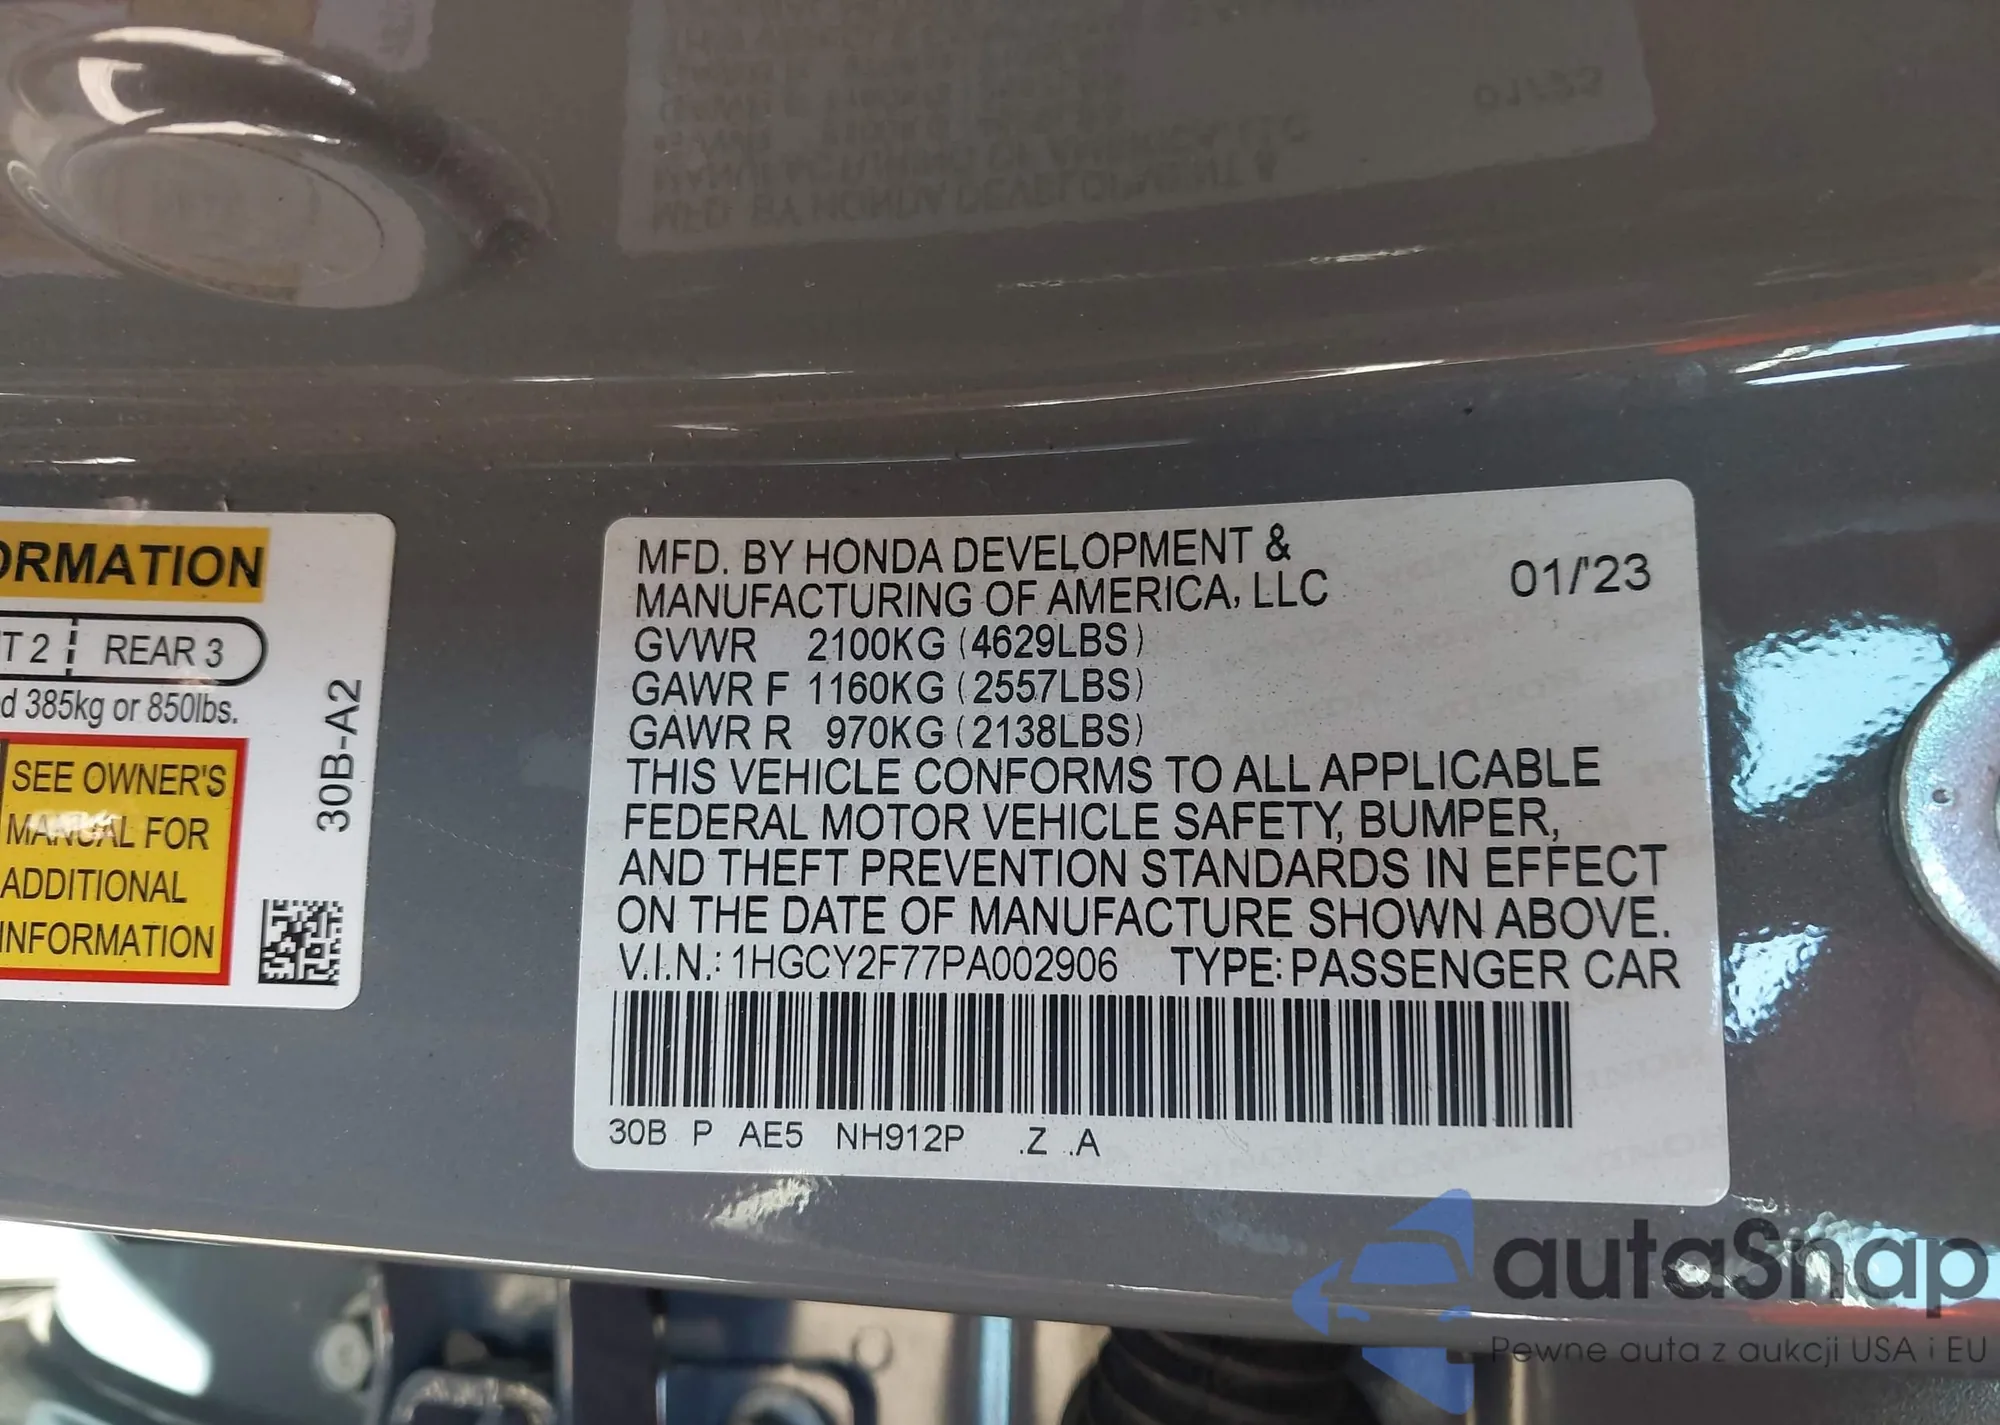 ORMATION
T 2 REAR 3
d 385kg or 850lbs.
SEE OWNER'S
MANUAL FOR
ADDITIONAL
INFORMATION
30B-A2
MFD. BY HONDA DEVELOPMENT &
MANUFACTURING OF AMERICA, LLC 01/'23
GVWR 2100KG (4629LBS)
GAWR F 1160KG (2557LBS)
GAWR R 970KG (2138LBS)
THIS VEHICLE CONFORMS TO ALL APPLICABLE
FEDERAL MOTOR VEHICLE SAFETY, BUMPER,
AND THEFT PREVENTION STANDARDS IN EFFECT
ON THE DATE OF MANUFACTURE SHOWN ABOVE.
V.I.N.: 1HGCY2F77PA002906 TYPE: PASSENGER CAR
30B P AE5 NH912P .Z .A
autaSnap
Pewne auta z aukcji USA i EU